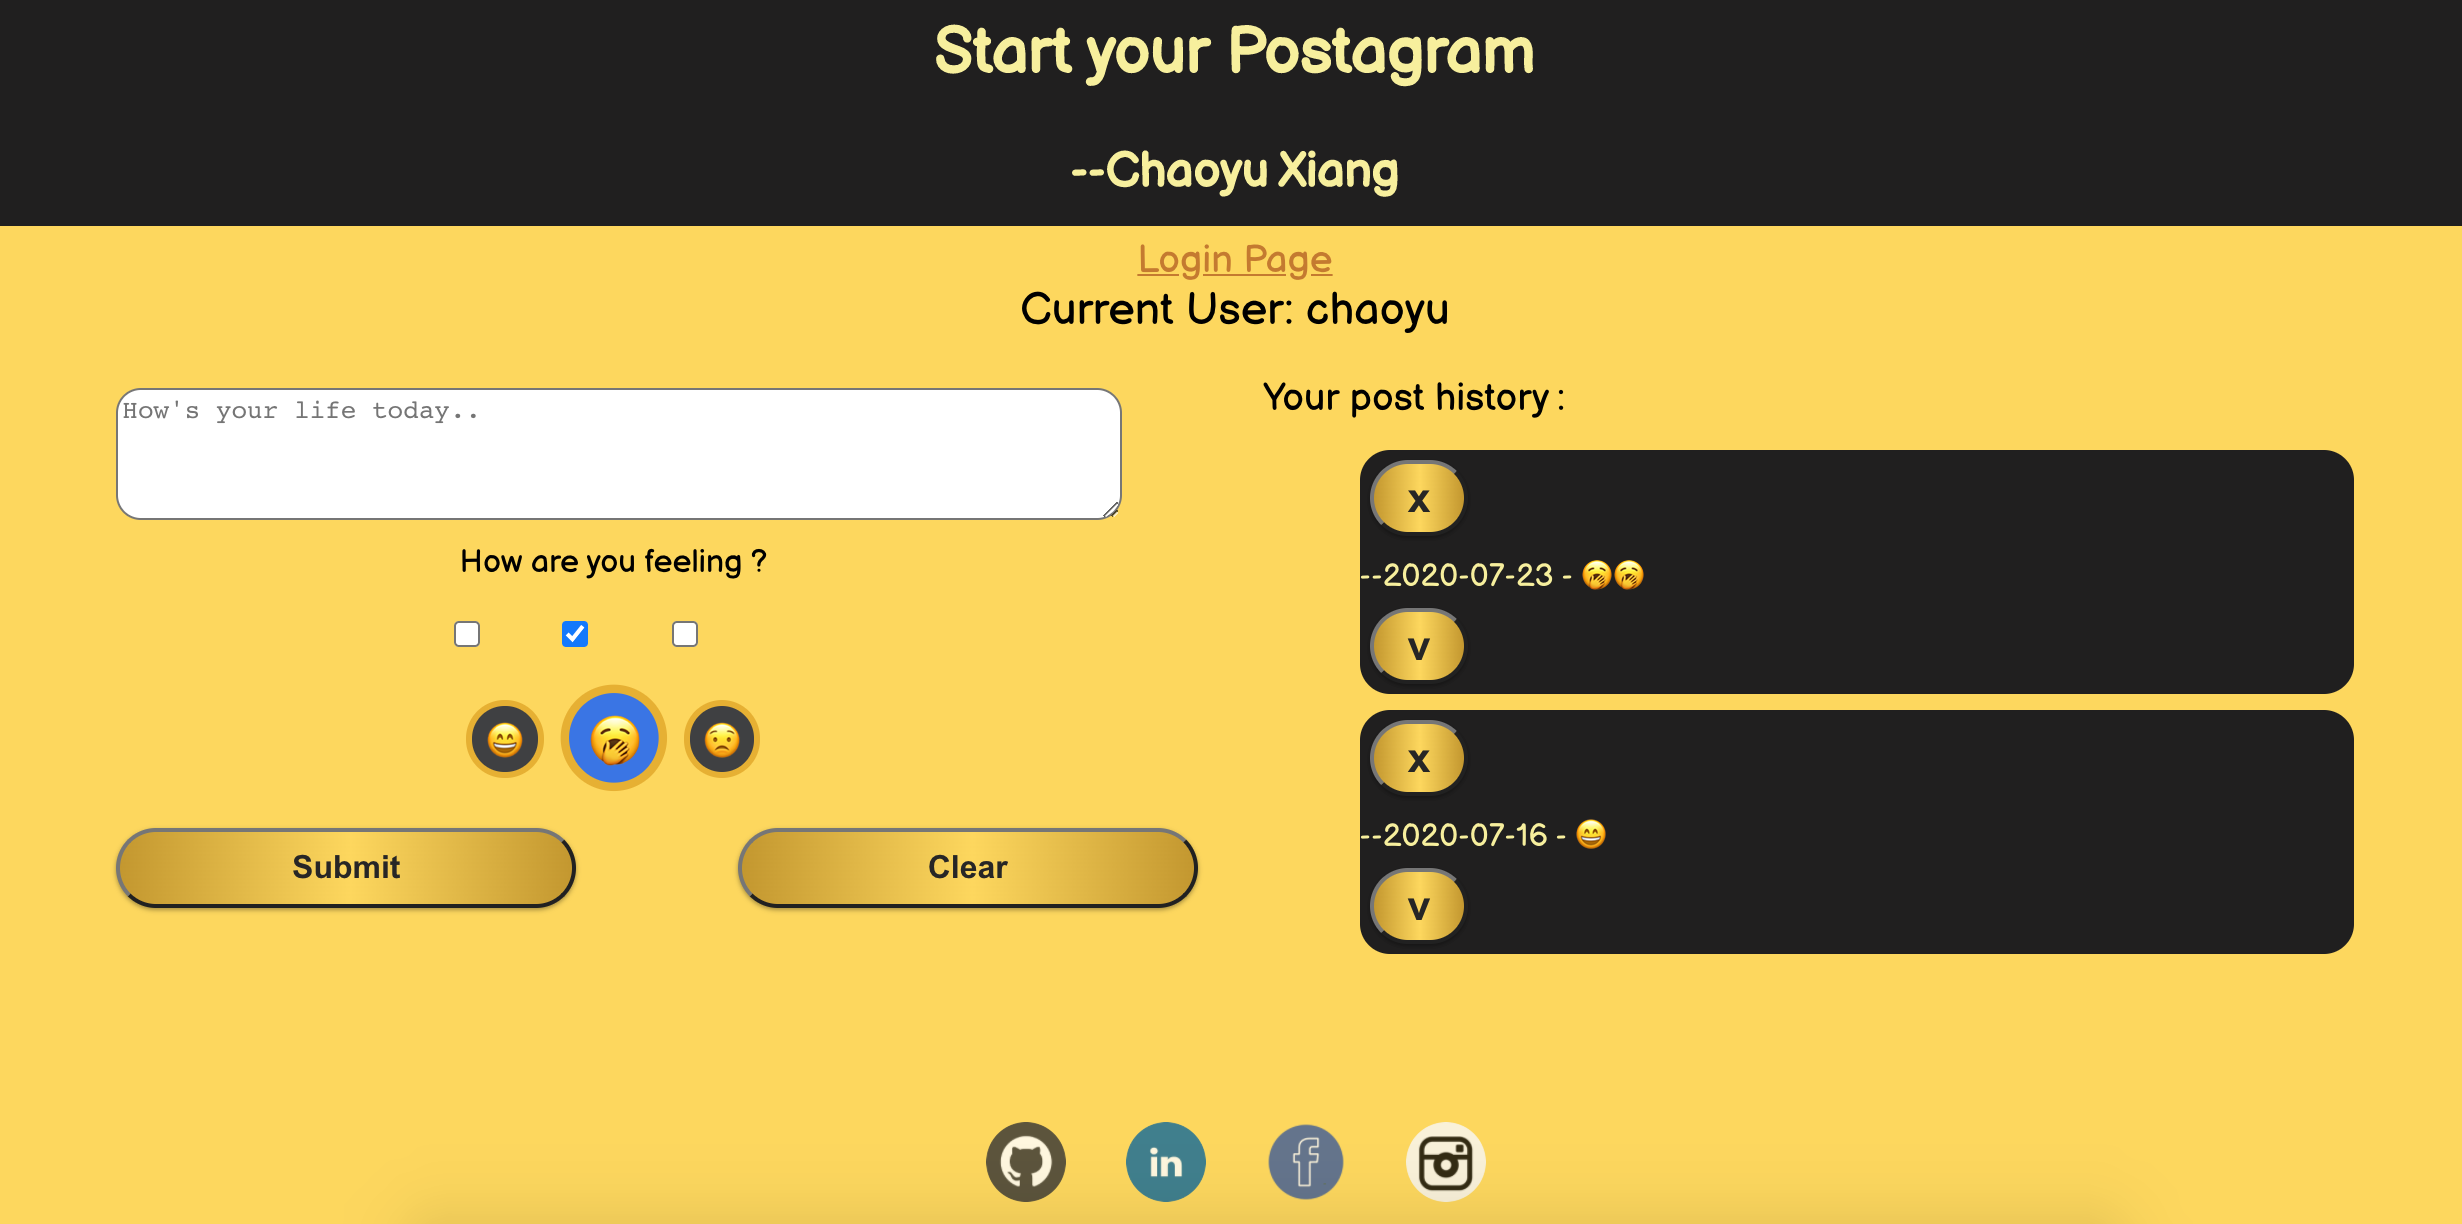 Start your Postagram
--Chaoyu Xiang
Login Page
Current User: chaoyu
How's your life today..
How are you feeling ?
Submit
Clear
Your post history :
x
--2020-07-23 - 🥱🥱
v
x
--2020-07-16 - 😄
v
in
f